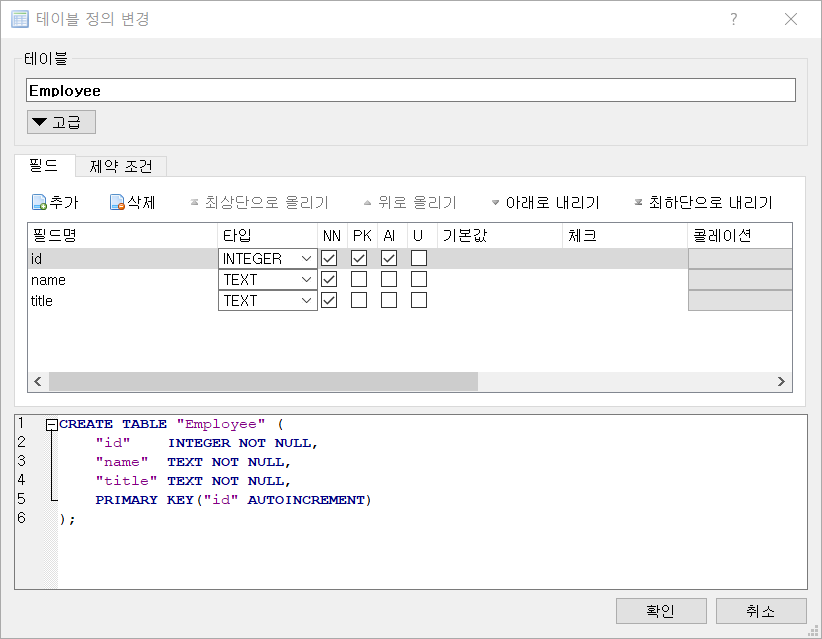 테이블 정의 변경 ?
테이블
Employee
고급
필드 제약 조건
추가 삭제 최상단으로 올리기 위로 올리기 아래로 내리기 최하단으로 내리기
필드명 타입 NN PK AI U 기본값 체크 콜레이션
id INTEGER
name TEXT
title TEXT
1 CREATE TABLE "Employee" (
2 "id" INTEGER NOT NULL,
3 "name" TEXT NOT NULL,
4 "title" TEXT NOT NULL,
5 PRIMARY KEY("id" AUTOINCREMENT)
6 );
확인 취소